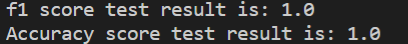 f1 score test result is: 1.0
Accuracy score test result is: 1.0